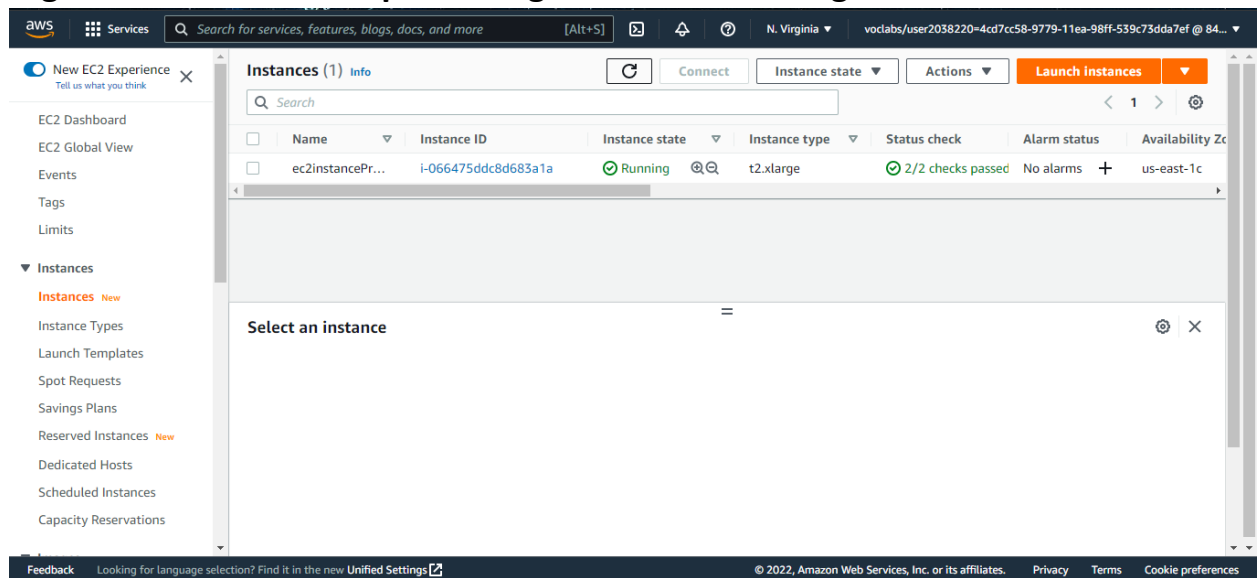 aws Services Search for services, features, blogs, docs, and more [Alt+S] N. Virginia ▼ voclabs/user2038220=4cd7cc58-9779-11ea-98ff-539c73dda7ef @ 84... ▼
New EC2 Experience
Tell us what you think
EC2 Dashboard
EC2 Global View
Events
Tags
Limits
Instances
Instances New
Instance Types
Launch Templates
Spot Requests
Savings Plans
Reserved Instances New
Dedicated Hosts
Scheduled Instances
Capacity Reservations
Instances (1) Info Connect Instance state ▼ Actions ▼ Launch instances ▼
Search < 1 >
Name Instance ID Instance state Instance type Status check Alarm status Availability Zo
ec2instancePr... i-066475ddc8d683a1a Running t2.xlarge 2/2 checks passed No alarms + us-east-1c
Select an instance
Feedback Looking for language selection? Find it in the new Unified Settings © 2022, Amazon Web Services, Inc. or its affiliates. Privacy Terms Cookie preferences